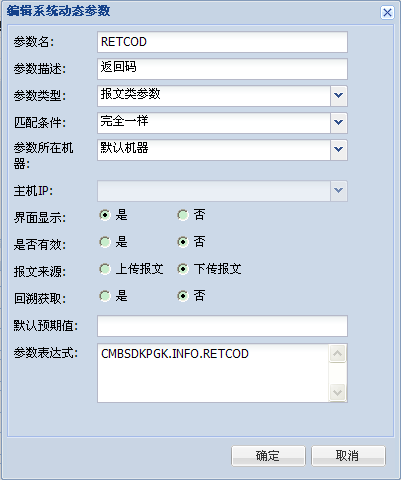 编辑系统动态参数
参数名: RETCOD
参数描述: 返回码
参数类型: 报文类参数
匹配条件: 完全一样
参数所在机器: 默认机器
主机IP:
界面显示: 是 否
是否有效: 是 否
报文来源: 上传报文 下传报文
回溯获取: 是 否
默认预期值:
参数表达式: CMBSDKPGK.INFO.RETCOD
确定 取消